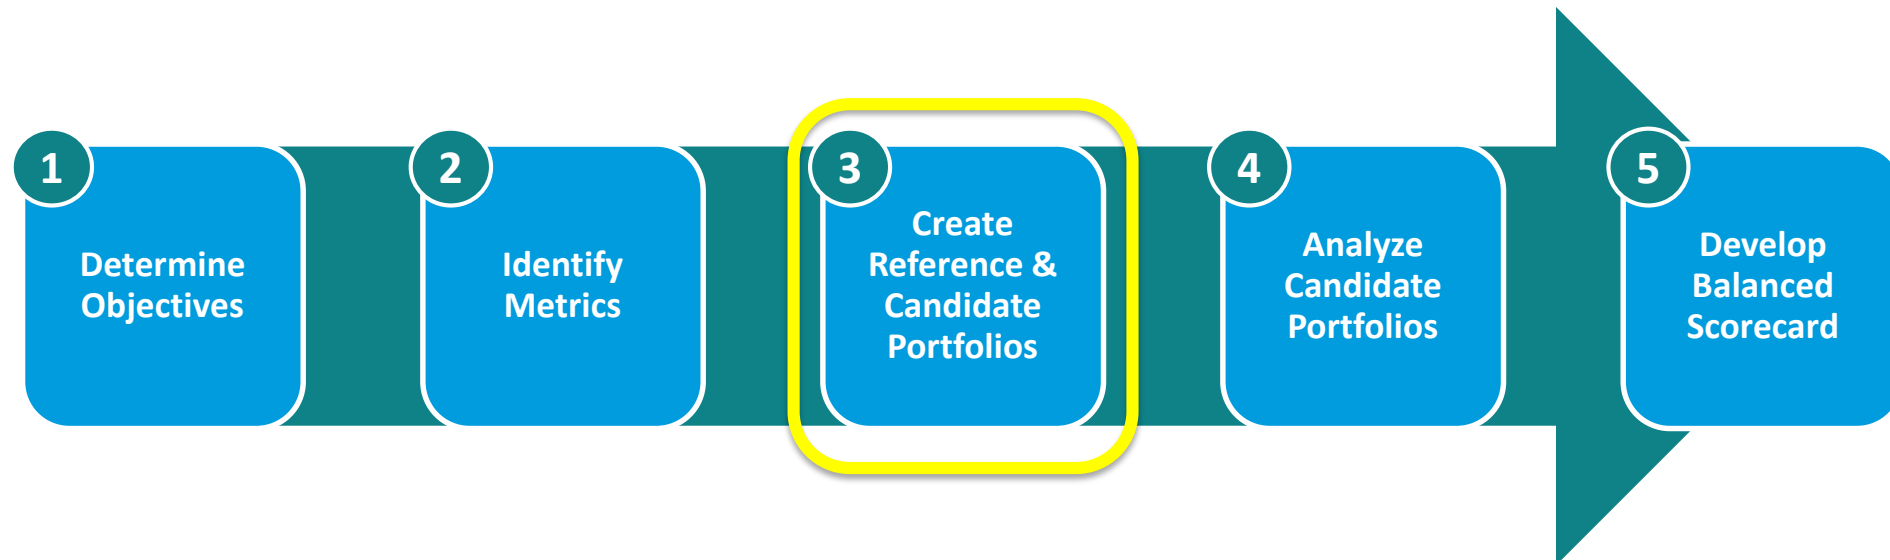 1
Determine
Objectives
2
Identify
Metrics
3
Create
Reference &
Candidate
Portfolios
4
Analyze
Candidate
Portfolios
5
Develop
Balanced
Scorecard